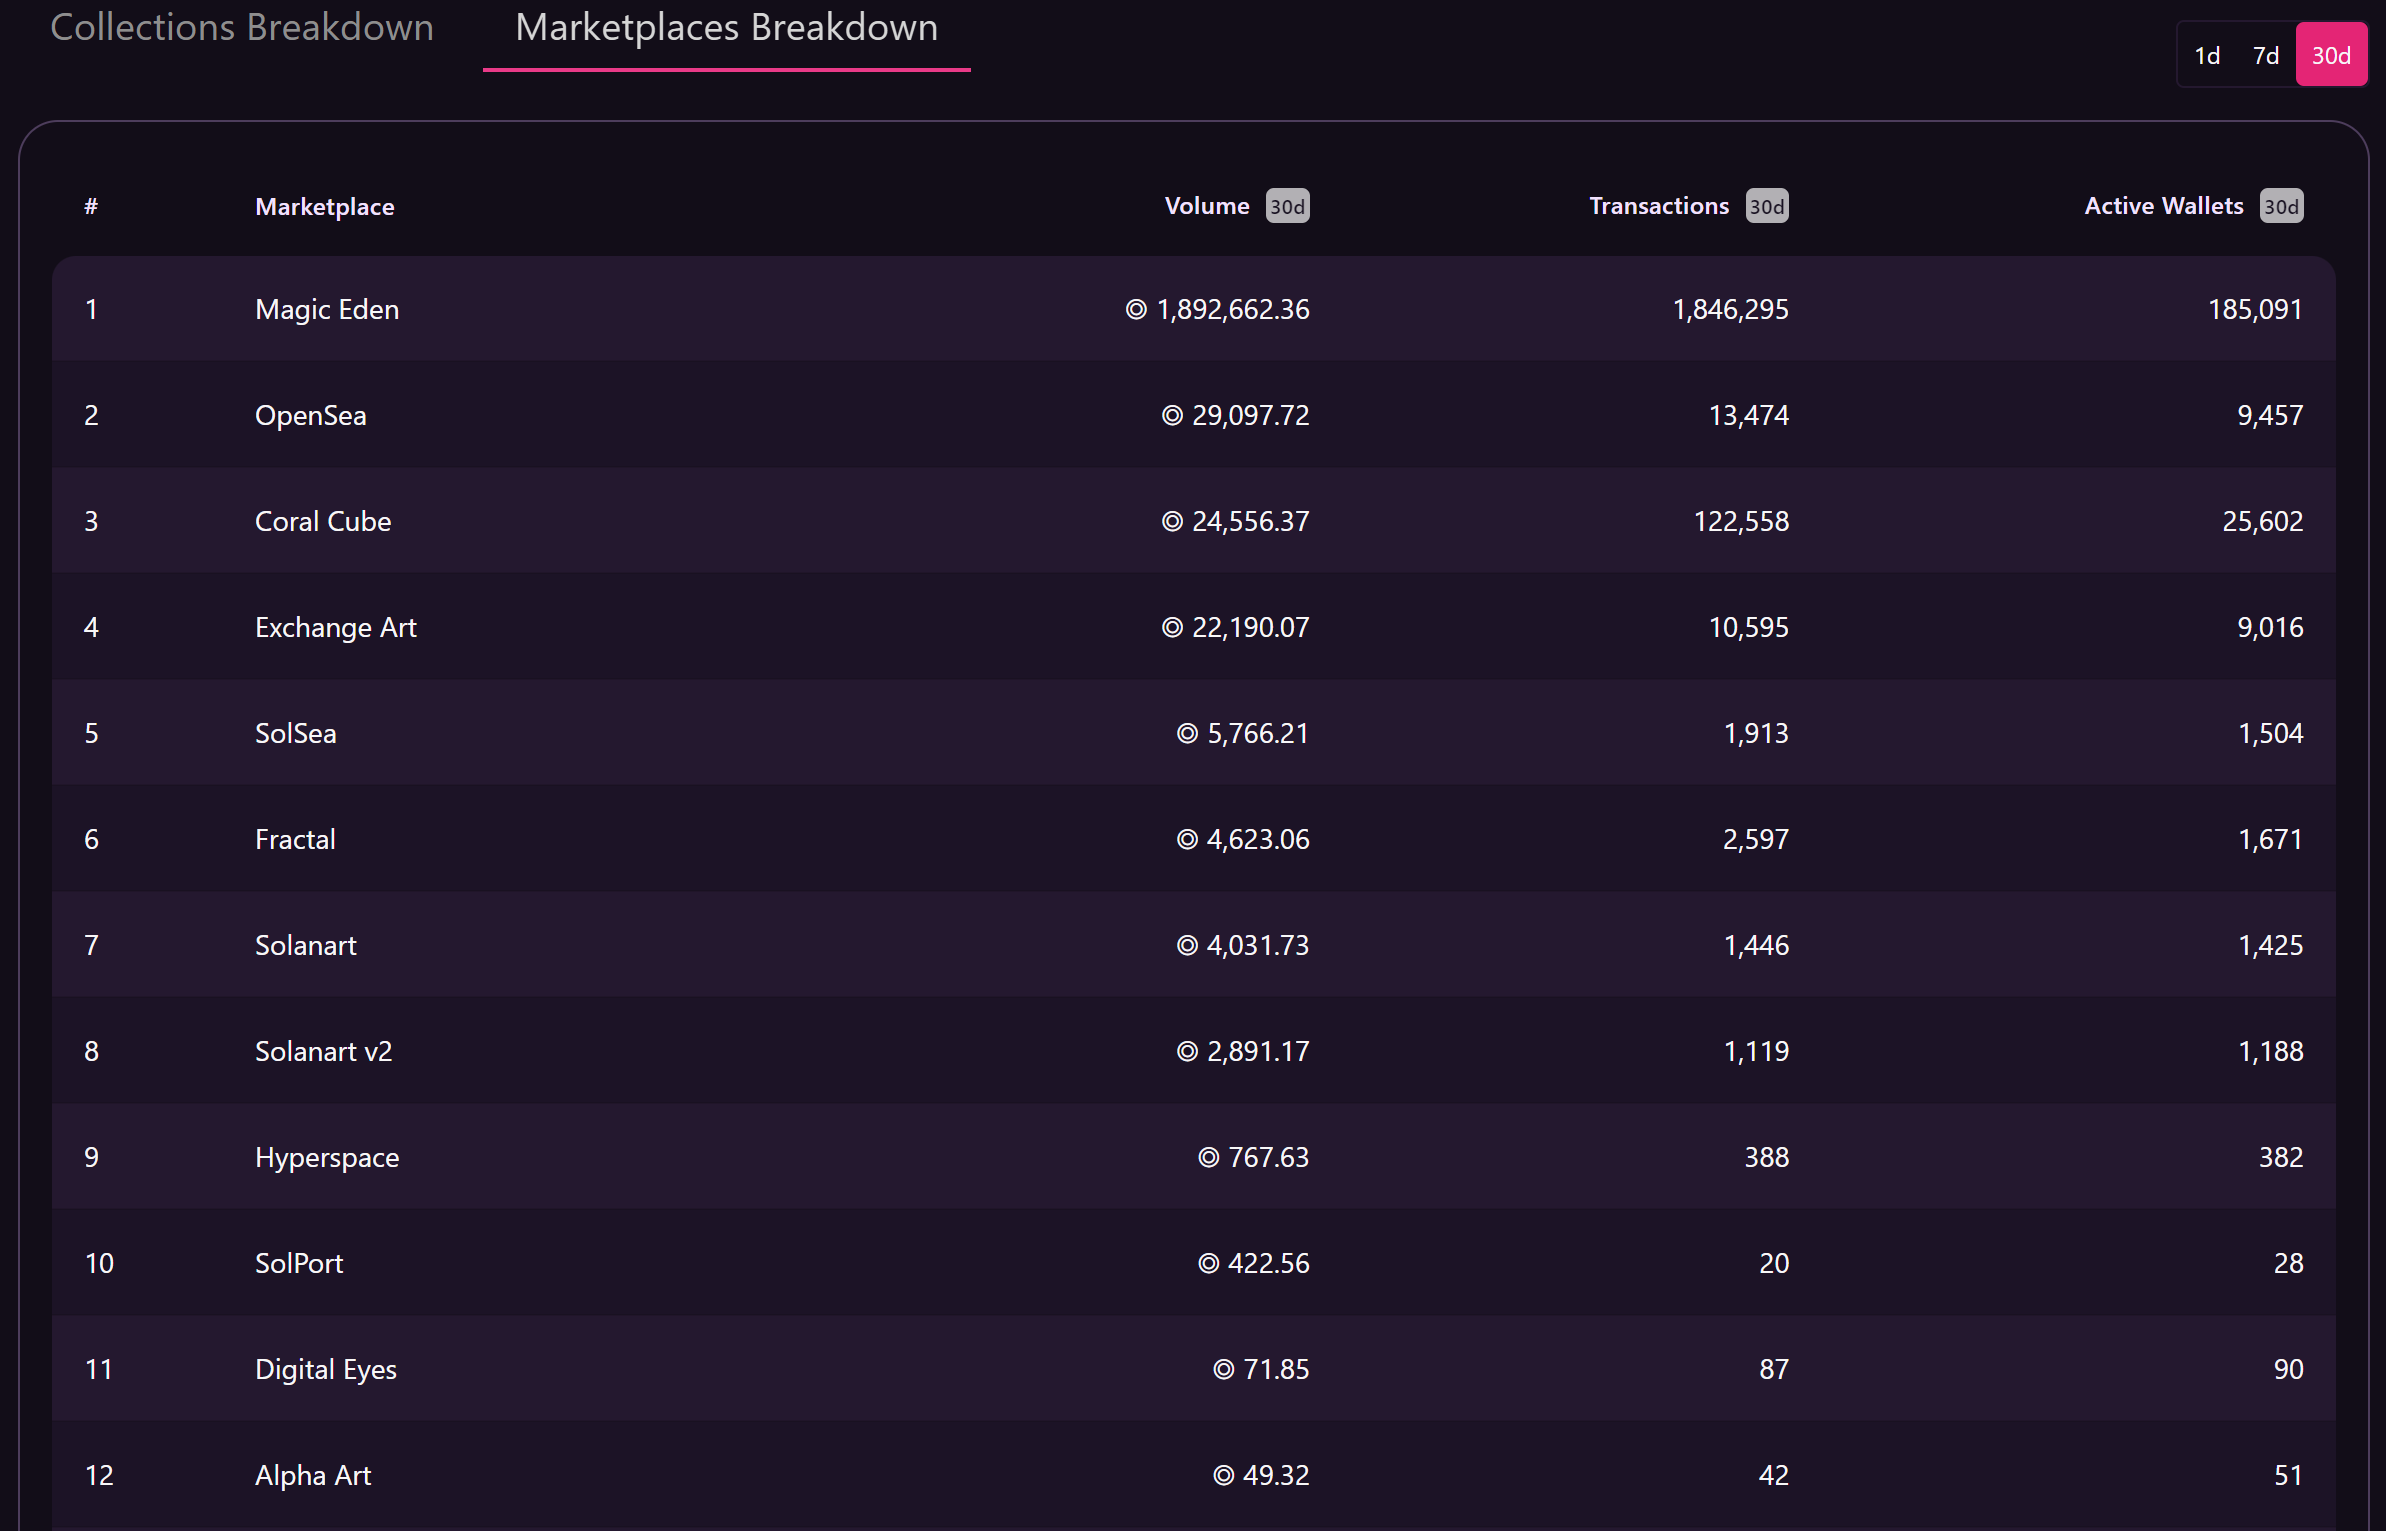 Collections Breakdown Marketplaces Breakdown 1d 7d 30d
# Marketplace Volume 30d Transactions 30d Active Wallets 30d
1 Magic Eden ◎ 1,892,662.36 1,846,295 185,091
2 OpenSea ◎ 29,097.72 13,474 9,457
3 Coral Cube ◎ 24,556.37 122,558 25,602
4 Exchange Art ◎ 22,190.07 10,595 9,016
5 SolSea ◎ 5,766.21 1,913 1,504
6 Fractal ◎ 4,623.06 2,597 1,671
7 Solanart ◎ 4,031.73 1,446 1,425
8 Solanart v2 ◎ 2,891.17 1,119 1,188
9 Hyperspace ◎ 767.63 388 382
10 SolPort ◎ 422.56 20 28
11 Digital Eyes ◎ 71.85 87 90
12 Alpha Art ◎ 49.32 42 51